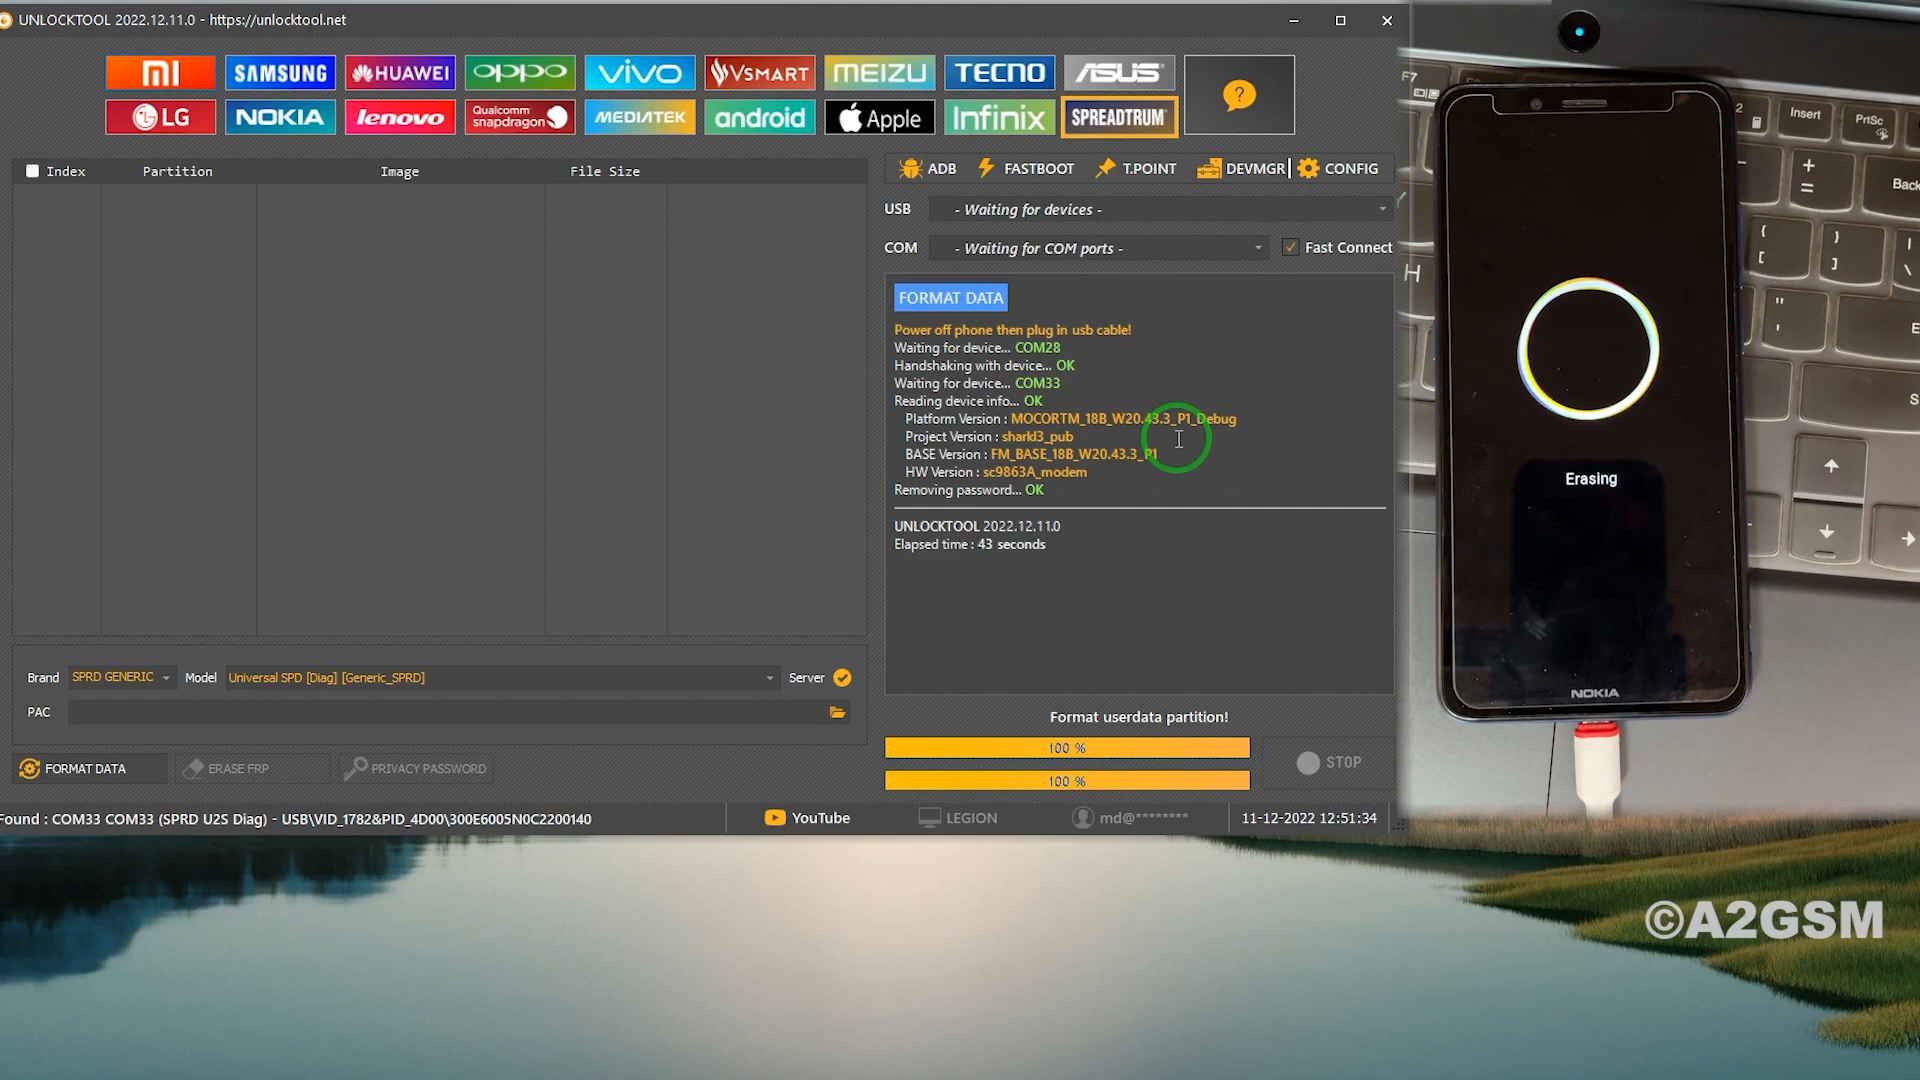 UNLOCKTOOL 2022.12.11.0 - https://unlocktool.net
MI SAMSUNG HUAWEI oppo vivo VSMART MEIZU TECNO ASUS
LG NOKIA lenovo Qualcomm snapdragon MEDIATEK android Apple Infinix SPREADTRUM ?
Index Partition Image File Size
ADB FASTBOOT T.POINT DEVMGR CONFIG
USB - Waiting for devices -
COM - Waiting for COM ports - Fast Connect
FORMAT DATA
Power off phone then plug in usb cable!
Waiting for device... COM28
Handshaking with device... OK
Waiting for device... COM33
Reading device info... OK
Platform Version : MOCORTM_18B_W20.43.3_P1_Debug
Project Version : sharkl3_pub
BASE Version : FM_BASE_18B_W20.43.3_P1
HW Version : sc9863A_modem
Removing password... OK
UNLOCKTOOL 2022.12.11.0
Elapsed time : 43 seconds
Brand SPRD GENERIC Model Universal SPD [Diag] [Generic_SPRD] Server
PAC
Format userdata partition!
100 %
100 %
STOP
FORMAT DATA ERASE FRP PRIVACY PASSWORD
Found : COM33 COM33 (SPRD U2S Diag) - USB\VID_1782&PID_4D00\300E6005N0C2200140
YouTube LEGION md@******** 11-12-2022 12:51:34
F7
Insert
PrtSc
Back
H
Erasing
NOKIA
©A2GSM